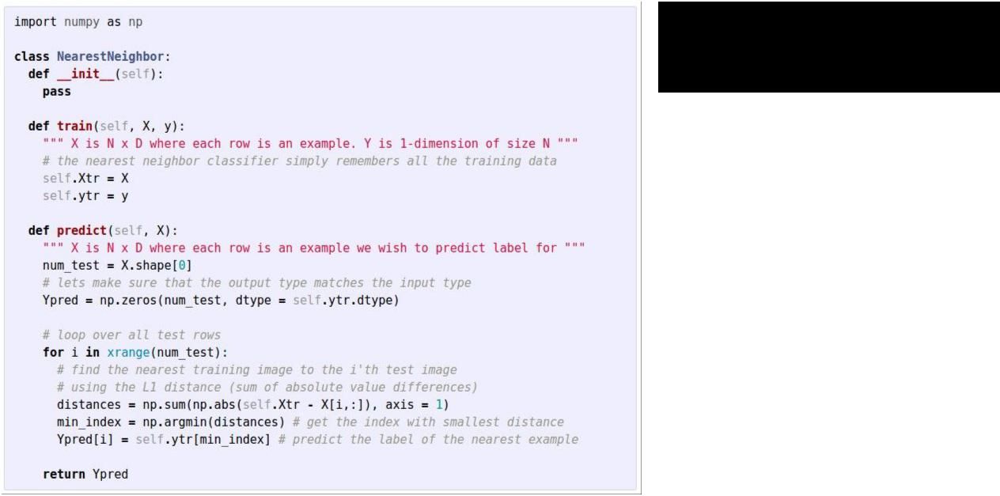 import numpy as np
class NearestNeighbor:
def __init__(self):
pass
def train(self, X, y):
""" X is N x D where each row is an example. Y is 1-dimension of size N """
# the nearest neighbor classifier simply remembers all the training data
self.Xtr = X
self.ytr = y
def predict(self, X):
""" X is N x D where each row is an example we wish to predict label for """
num_test = X.shape[0]
# lets make sure that the output type matches the input type
Ypred = np.zeros(num_test, dtype = self.ytr.dtype)
# loop over all test rows
for i in xrange(num_test):
# find the nearest training image to the i'th test image
# using the L1 distance (sum of absolute value differences)
distances = np.sum(np.abs(self.Xtr - X[i,:]), axis = 1)
min_index = np.argmin(distances) # get the index with smallest distance
Ypred[i] = self.ytr[min_index] # predict the label of the nearest example
return Ypred